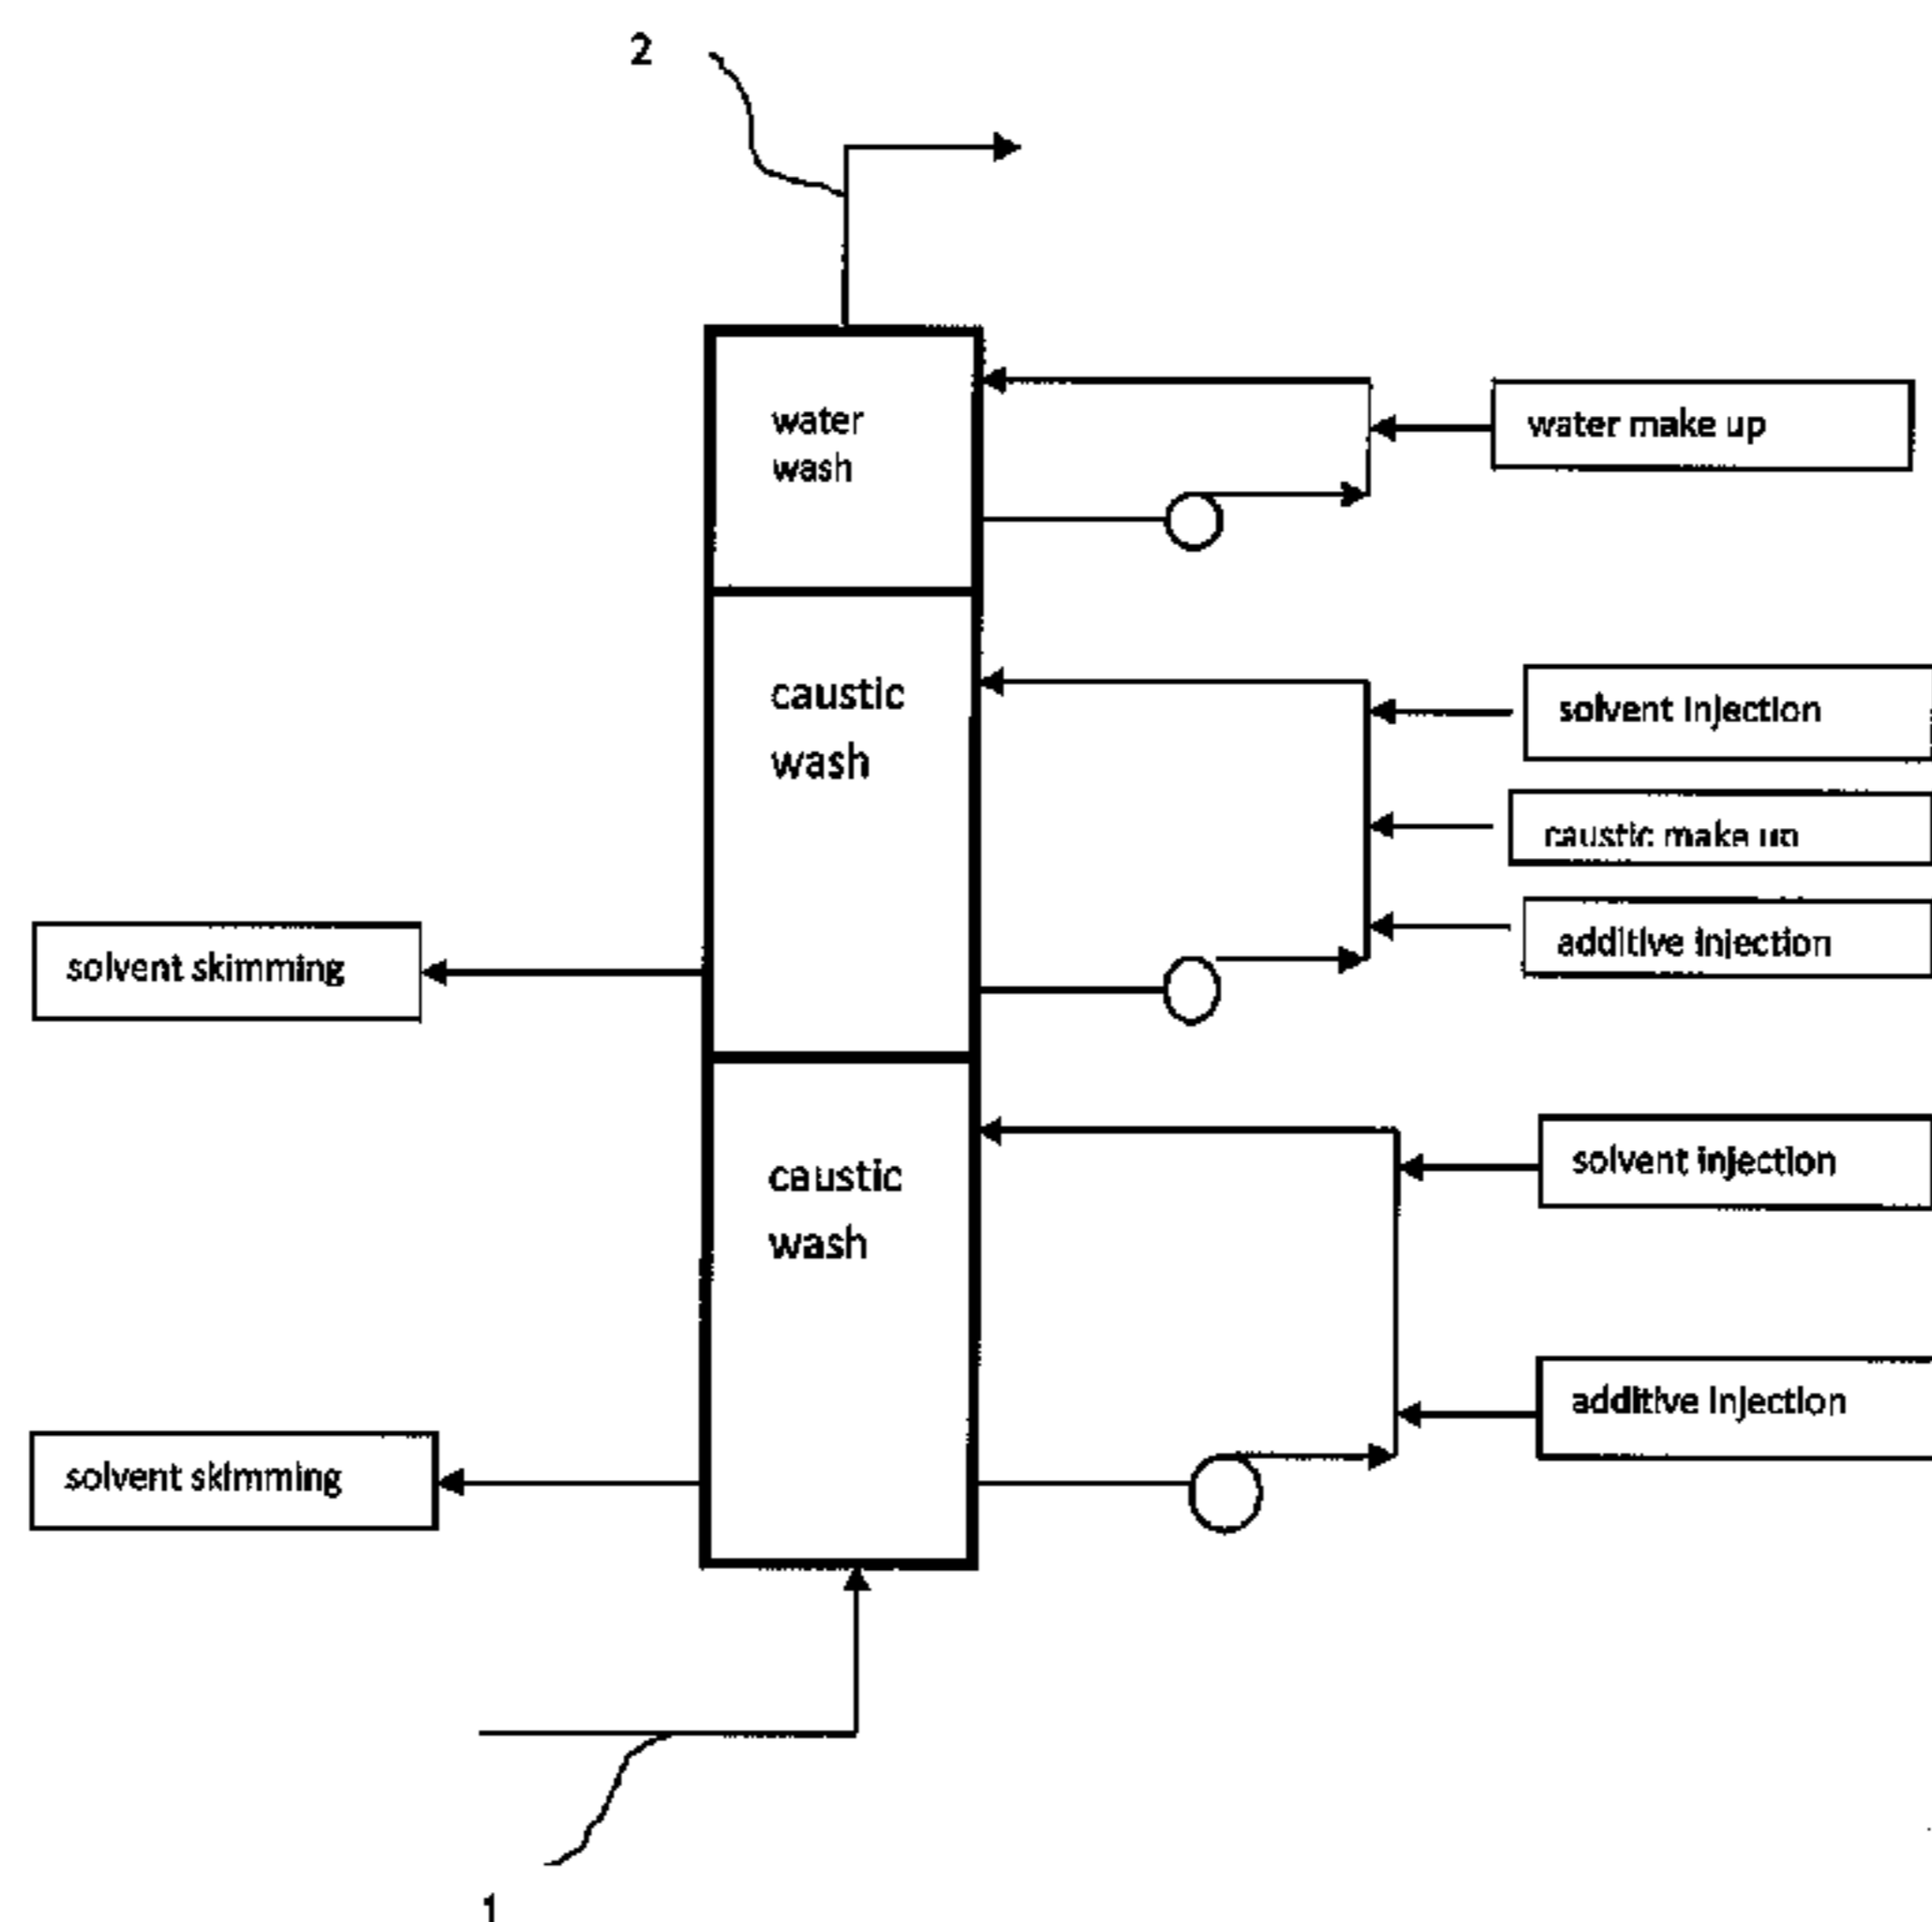 2
water
wash
water make up
caustic
wash
solvent injection
caustic make up
additive injection
solvent skimming
caustic
wash
solvent injection
additive injection
solvent skimming
1